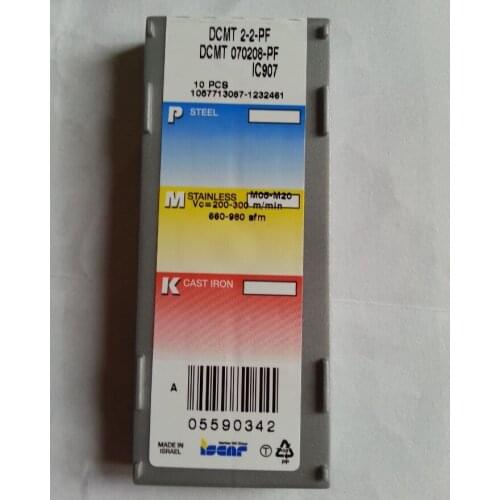 DCMT 2-2-PF
DCMT 070208-PF
IC907
10 PCS
1067713067-1232461
P STEEL
M STAINLESS M05-M20
Vc=200-300 m/min
660-980 sfm
K CAST IRON
A
05590342
MADE IN
ISRAEL
iscar
T
PP